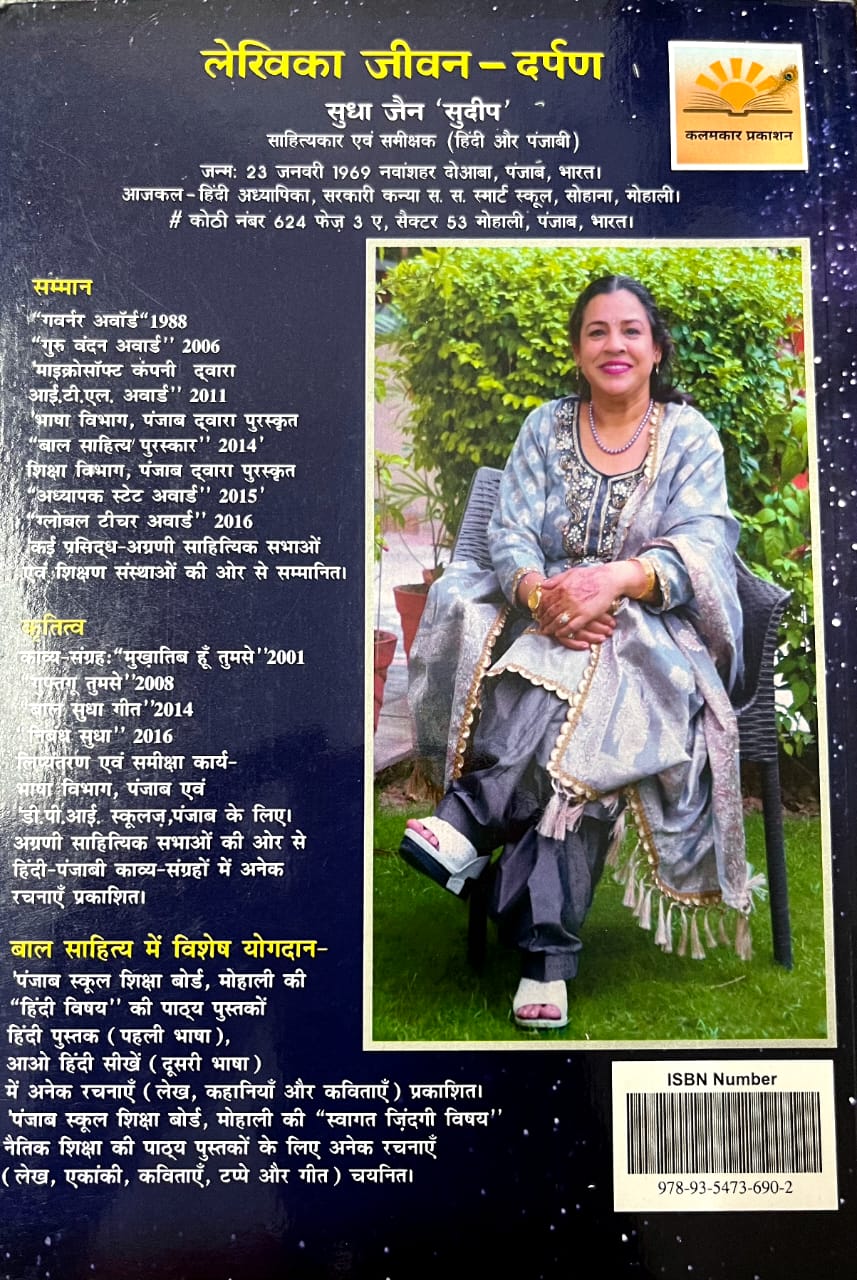 लेखिका जीवन – दर्पण
कलमकार प्रकाशन
सुधा जैन 'सुदीप'
साहित्यकार एवं समीक्षक (हिंदी और पंजाबी)
जन्मः 23 जनवरी 1969 नवांशहर दोआबा, पंजाब, भारत।
आजकल – हिंदी अध्यापिका, सरकारी कन्या स. स. स्मार्ट स्कूल, सोहाना, मोहाली।
# कोठी नंबर 624 फेज़ 3 ए, सैक्टर 53 मोहाली, पंजाब, भारत।
सम्मान
'“गवर्नर अवॉर्ड“1988
“गुरु वंदन अवार्ड'' 2006
'माइक्रोसॉफ्ट कंपनी द्वारा
आई.टी.एल. अवार्ड'' 2011
'भाषा विभाग, पंजाब द्वारा पुरस्कृत
“बाल साहित्य पुरस्कार'' 2014'
शिक्षा विभाग, पंजाब द्वारा पुरस्कृत
“अध्यापक स्टेट अवार्ड'' 2015'
“ग्लोबल टीचर अवार्ड'' 2016
'कई प्रसिद्ध-अग्रणी साहित्यिक सभाओं
एवं शिक्षण संस्थाओं की ओर से सम्मानित।
कृतित्व
काव्य-संग्रह:“मुख़ातिब हूँ तुमसे''2001
“गुफ्तगू तुमसे''2008
“बाल सुधा गीत''2014
“निबंध सुधा'' 2016
लिप्यंतरण एवं समीक्षा कार्य-
भाषा विभाग, पंजाब एवं
'डी.पी.आई. स्कूलज़,पंजाब के लिए।
अग्रणी साहित्यिक सभाओं की ओर से
हिंदी-पंजाबी काव्य-संग्रहों में अनेक
रचनाएँ प्रकाशित।
बाल साहित्य में विशेष योगदान-
'पंजाब स्कूल शिक्षा बोर्ड, मोहाली की
“हिंदी विषय'' की पाठ्य पुस्तकों
हिंदी पुस्तक (पहली भाषा),
आओ हिंदी सीखें (दूसरी भाषा)
में अनेक रचनाएँ (लेख, कहानियाँ और कविताएँ) प्रकाशित।
'पंजाब स्कूल शिक्षा बोर्ड, मोहाली की “स्वागत ज़िंदगी विषय''
नैतिक शिक्षा की पाठ्य पुस्तकों के लिए अनेक रचनाएँ
(लेख, एकांकी, कविताएँ, टप्पे और गीत) चयनित।
ISBN Number
978-93-5473-690-2